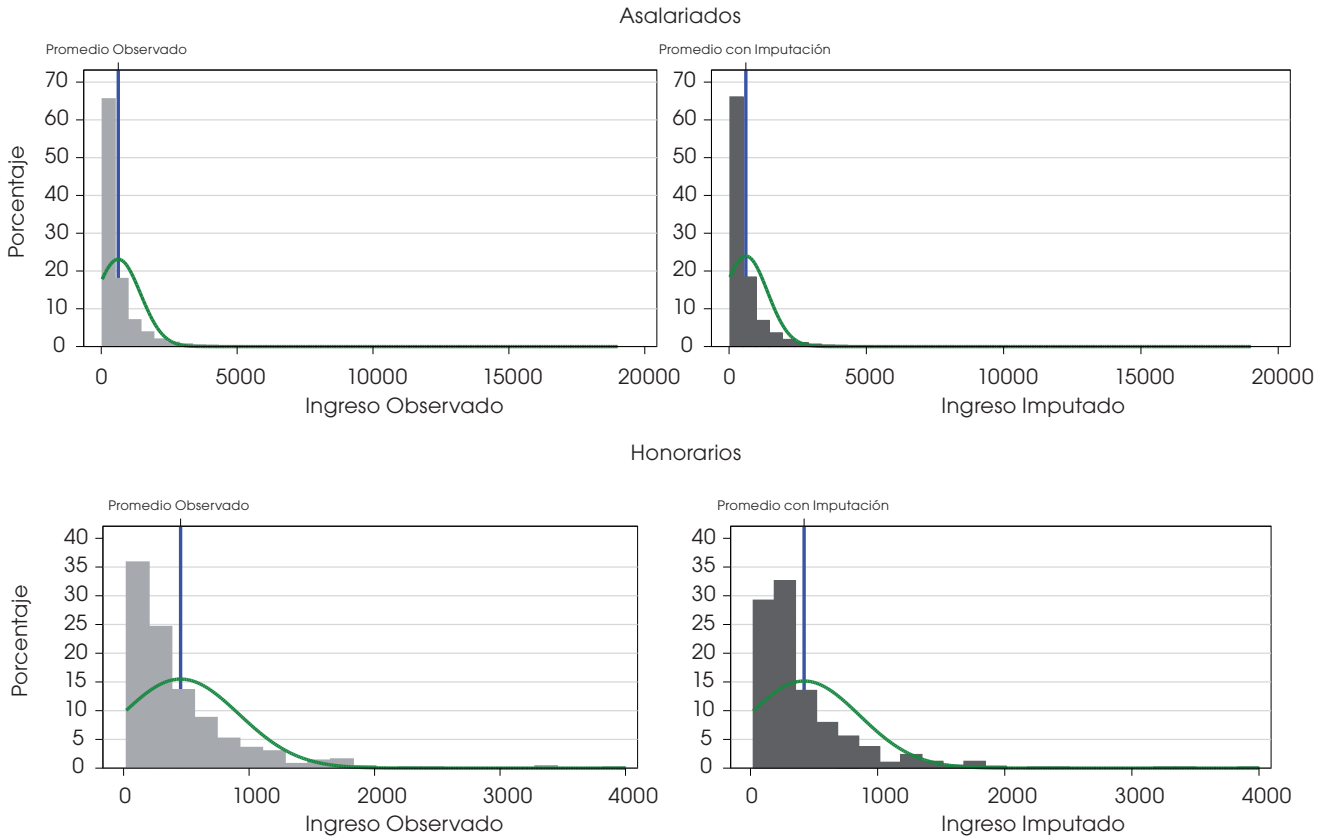 Asalariados
Promedio Observado
Promedio con Imputación
Porcentaje
70
60
50
40
30
20
10
0
0 5000 10000 15000 20000
Ingreso Observado
70
60
50
40
30
20
10
0
0 5000 10000 15000 20000
Ingreso Imputado
Honorarios
Promedio Observado
Promedio con Imputación
Porcentaje
40
35
30
25
20
15
10
5
0
0 1000 2000 3000 4000
Ingreso Observado
40
35
30
25
20
15
10
5
0
0 1000 2000 3000 4000
Ingreso Imputado